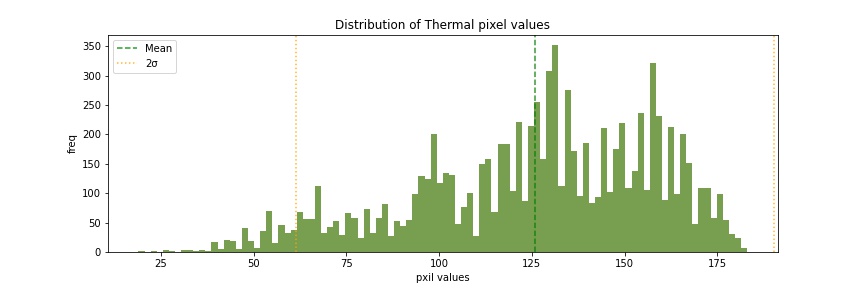 Distribution of Thermal pixel values
Mean
2σ
350
300
250
200
150
100
50
0
freq
25 50 75 100 125 150 175
pxil values